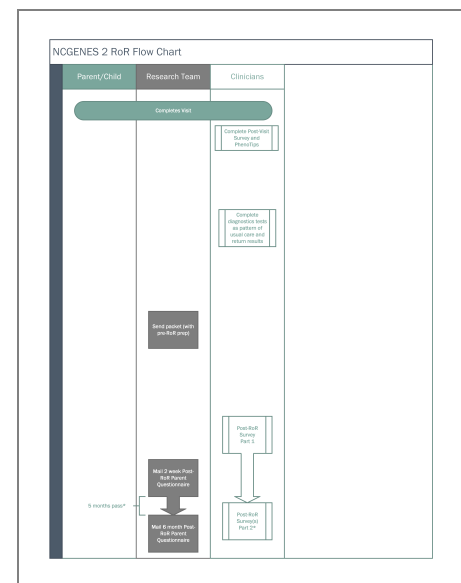 NCGENES 2 RoR Flow Chart
Parent/Child
Research Team
Clinicians
Completes Visit
Complete Post-Visit
Survey and
PhenoTips
Complete
diagnostics tests
as pattern of
usual care and
return results
Send packet (with
pre-RoR prep)
Post-RoR
Survey
Part 1
Mail 2 week Post-
RoR Parent
Questionnaire
5 months pass*
Mail 6 month Post-
RoR Parent
Questionnaire
Post-RoR
Survey(s)
Part 2*